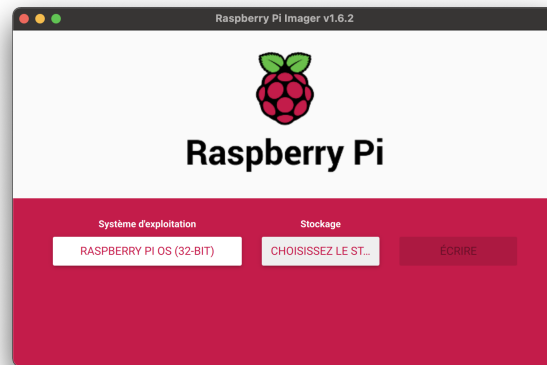 Raspberry Pi Imager v1.6.2
Raspberry Pi
Système d'exploitation
Stockage
RASPBERRY PI OS (32-BIT)
CHOISISSEZ LE ST...
ÉCRIRE